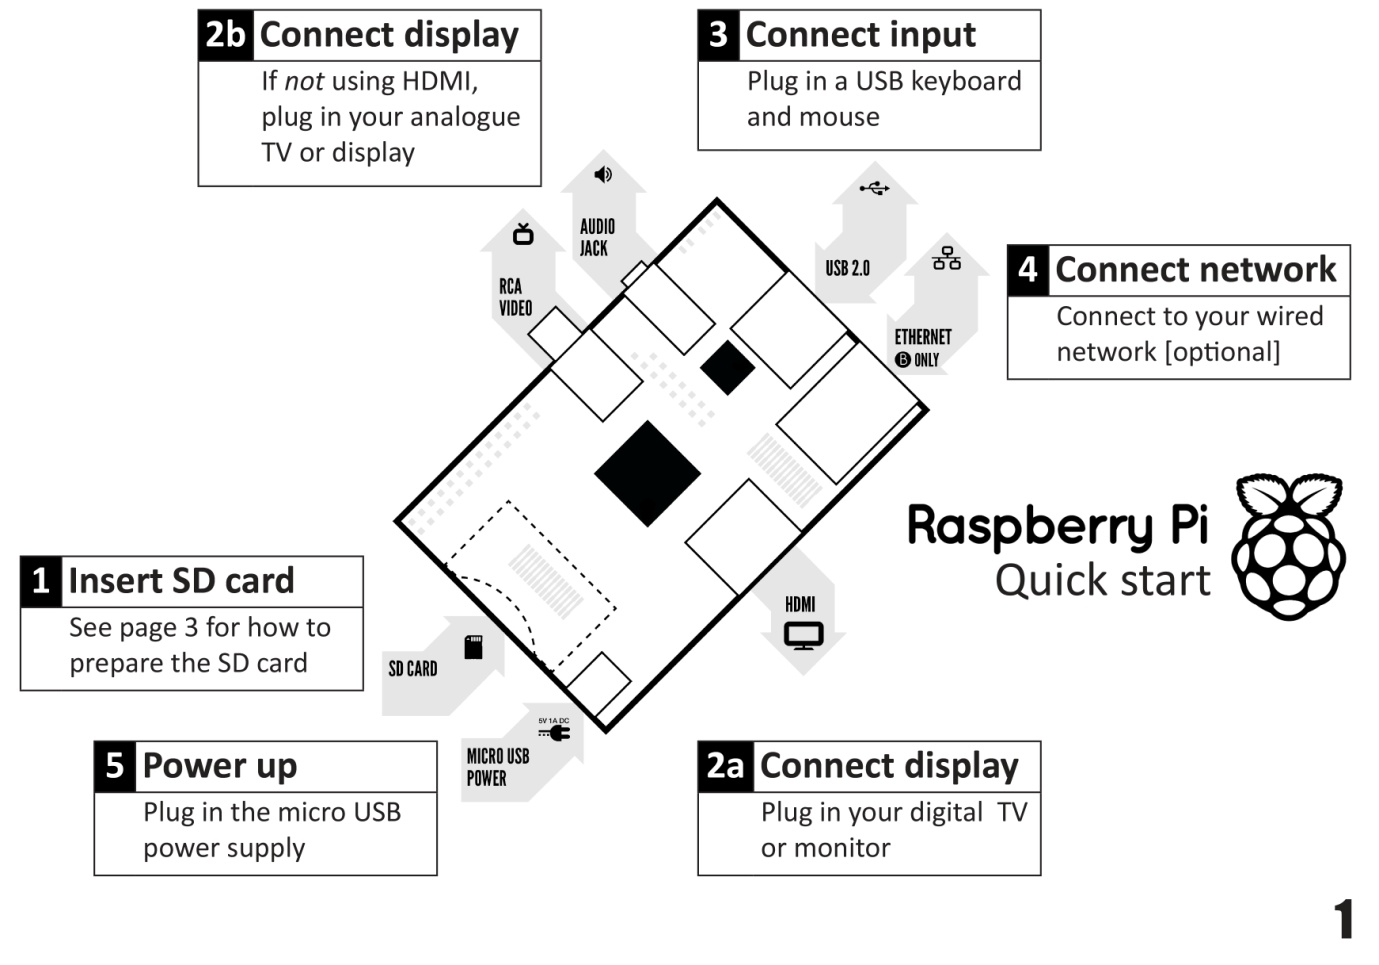 2b Connect display
If not using HDMI,
plug in your analogue
TV or display
3 Connect input
Plug in a USB keyboard
and mouse
AUDIO
JACK
RCA
VIDEO
USB 2.0
ETHERNET
B ONLY
4 Connect network
Connect to your wired
network [optional]
Raspberry Pi
Quick start
1 Insert SD card
See page 3 for how to
prepare the SD card
SD CARD
HDMI
5V 1A DC
MICRO USB
POWER
5 Power up
Plug in the micro USB
power supply
2a Connect display
Plug in your digital TV
or monitor
1